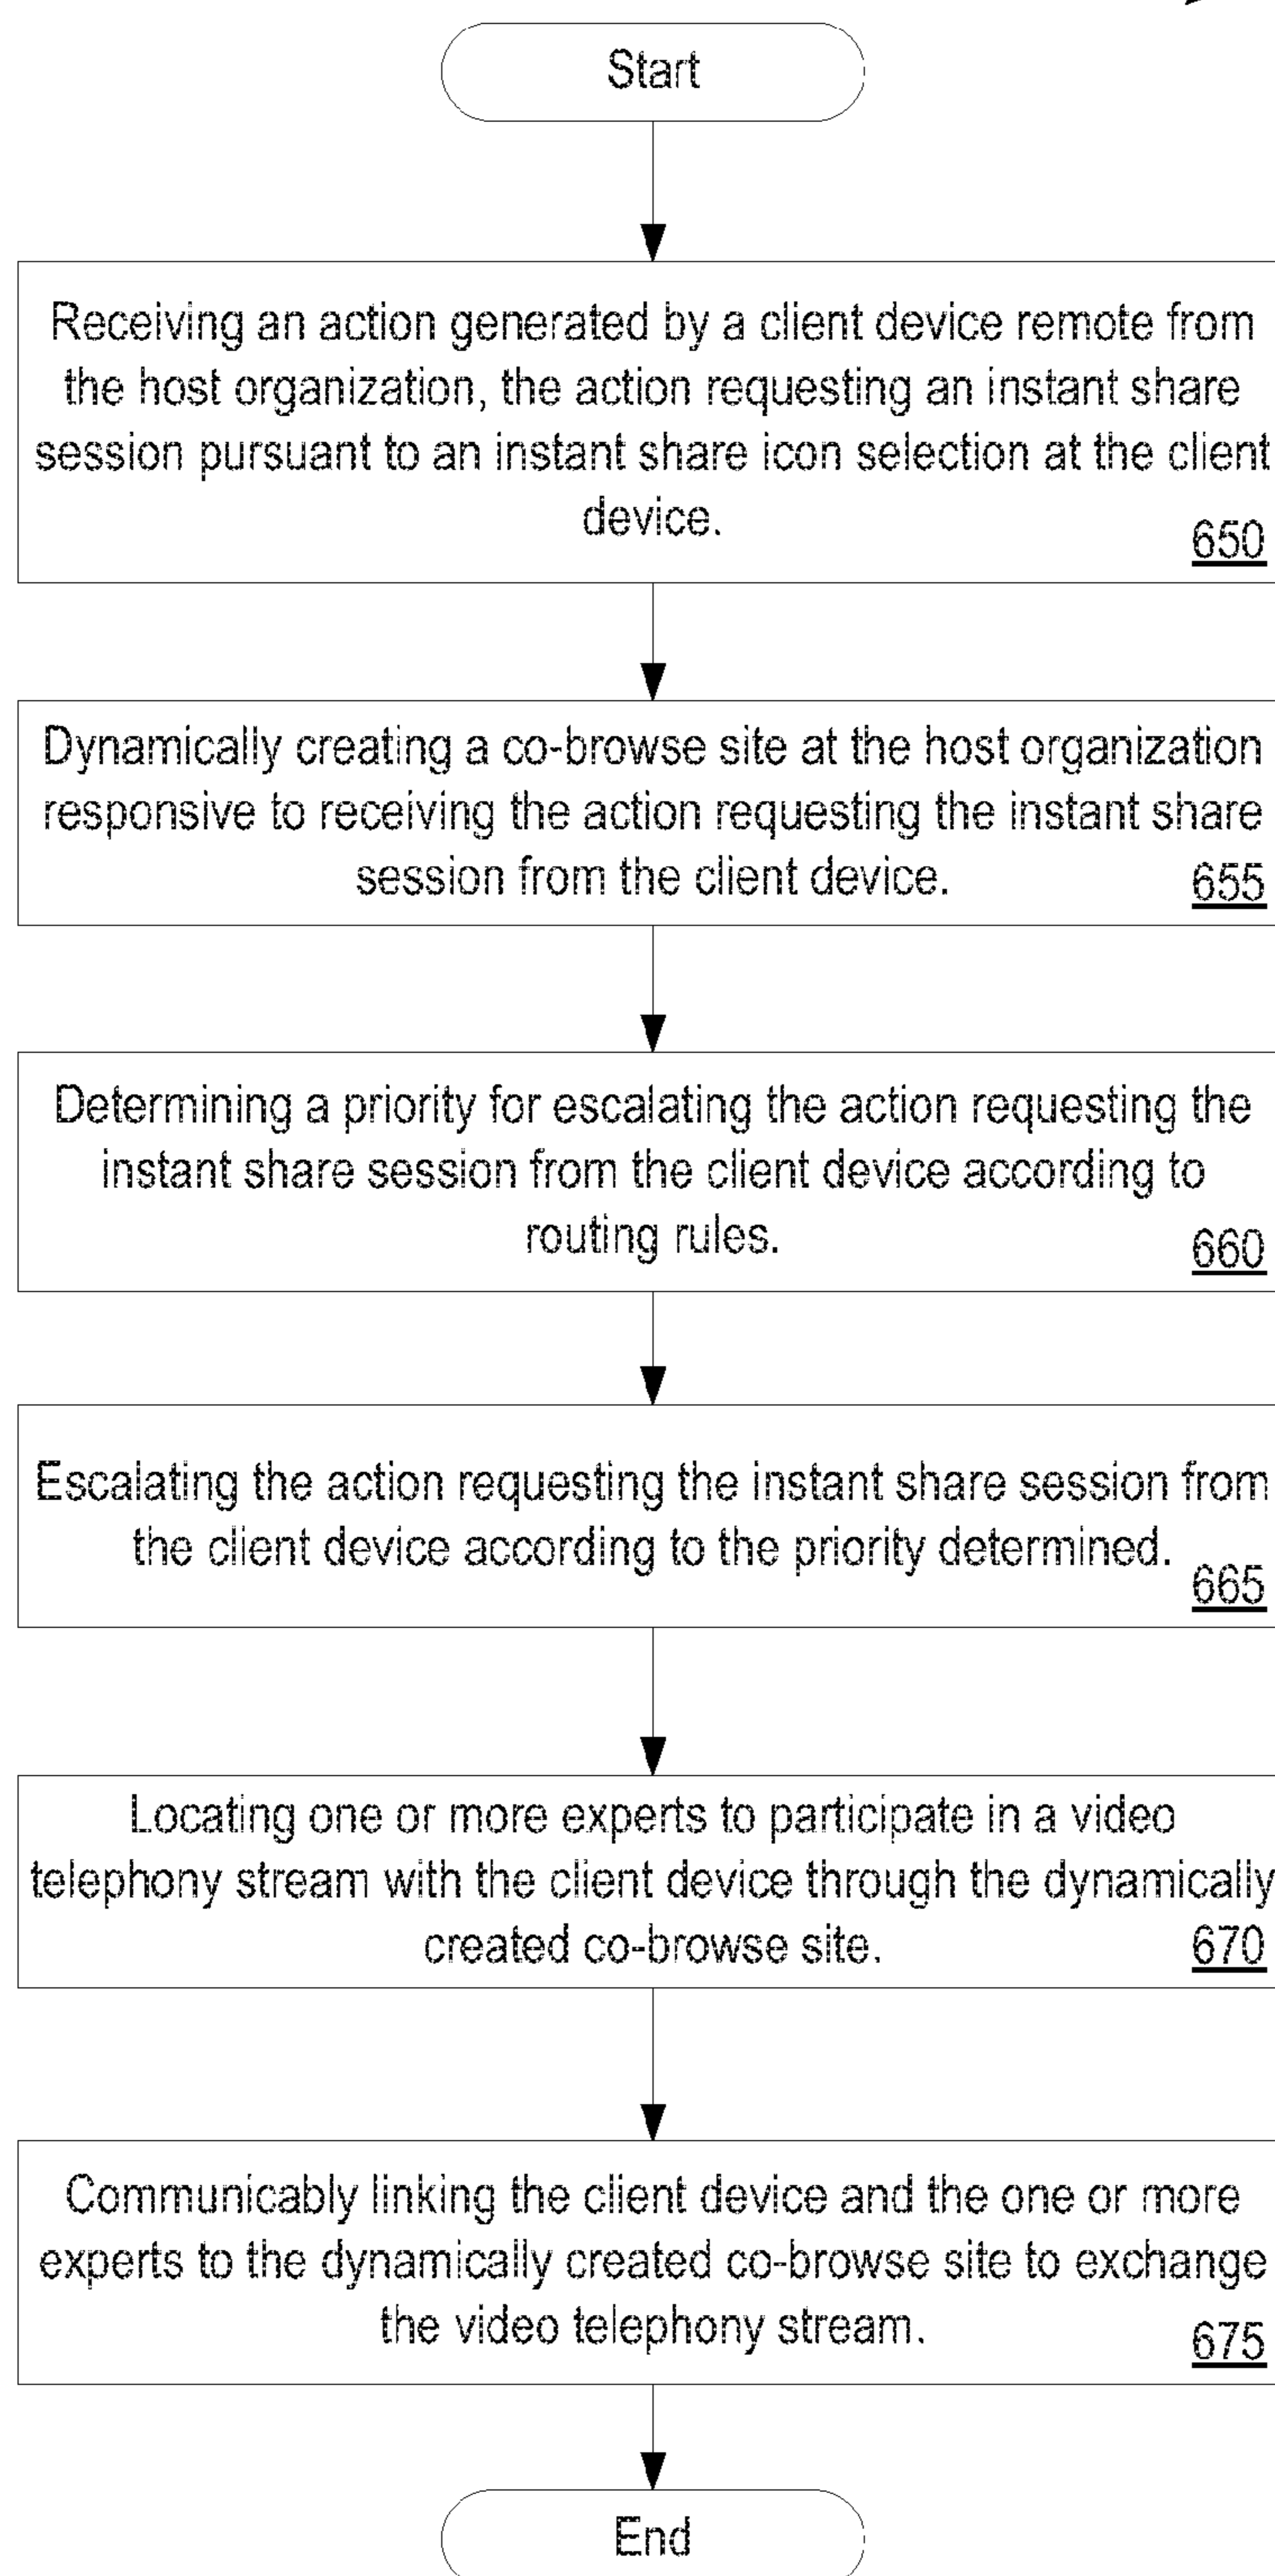 Start
Receiving an action generated by a client device remote from
the host organization, the action requesting an instant share
session pursuant to an instant share icon selection at the client
device.
650
Dynamically creating a co-browse site at the host organization
responsive to receiving the action requesting the instant share
session from the client device.
655
Determining a priority for escalating the action requesting the
instant share session from the client device according to
routing rules.
660
Escalating the action requesting the instant share session from
the client device according to the priority determined.
665
Locating one or more experts to participate in a video
telephony stream with the client device through the dynamically
created co-browse site.
670
Communicably linking the client device and the one or more
experts to the dynamically created co-browse site to exchange
the video telephony stream.
675
End